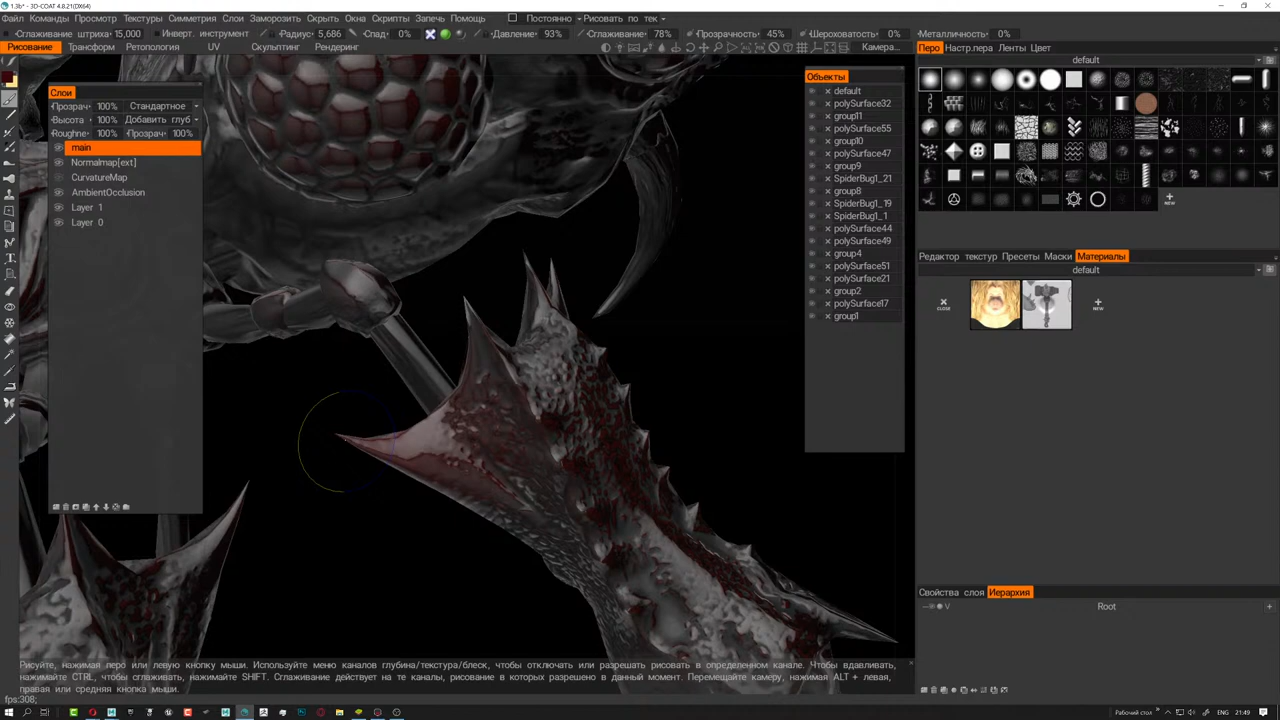 1.3b* - 3D-COAT 4.8.21(DX64)
Файл Команды Просмотр Текстуры Симметрия Слои Заморозить Скрыть Окна Скрипты Запечь Помощь Постоянно Рисовать по тек
Сглаживание штриха: 15,000 Инверт. инструмент Радиус: 5,686 Спад: 0% Давление: 93% Сглаживание: 78% Прозрачность: 45% Шероховатость: 0% Металличность: 0%
Рисование Трансформ Ретопология UV Скульптинг Рендеринг
Камера...
Перо Настр.пера Ленты Цвет
default
Слои
Прозрач: 100% Стандартное
Высота 100% Добавить глуб
Roughne: 100% Прозрач: 100%
main
Normalmap[ext]
CurvatureMap
AmbientOcclusion
Layer 1
Layer 0
Объекты
default
polySurface32
group11
polySurface55
group10
polySurface47
group9
SpiderBug1_21
group8
SpiderBug1_19
SpiderBug1_1
polySurface44
polySurface49
group4
polySurface51
polySurface21
group2
polySurface17
group1
NEW
Редактор текстур Пресеты Маски Материалы
default
CLOSE
NEW
Свойства слоя Иерархия
V Root
Рисуйте, нажимая перо или левую кнопку мыши. Используйте меню каналов глубина/текстура/блеск, чтобы отключить или разрешать рисовать в определенном канале. Чтобы вдавливать,
нажимайте CTRL, чтобы сглаживать, нажимайте SHIFT. Сглаживание действует на те каналы, рисование в которых разрешено в данный момент. Перемещайте камеру, нажимая ALT + левая,
правая или средняя кнопка мыши.
fps:308;
Рабочий стол ENG 21:49